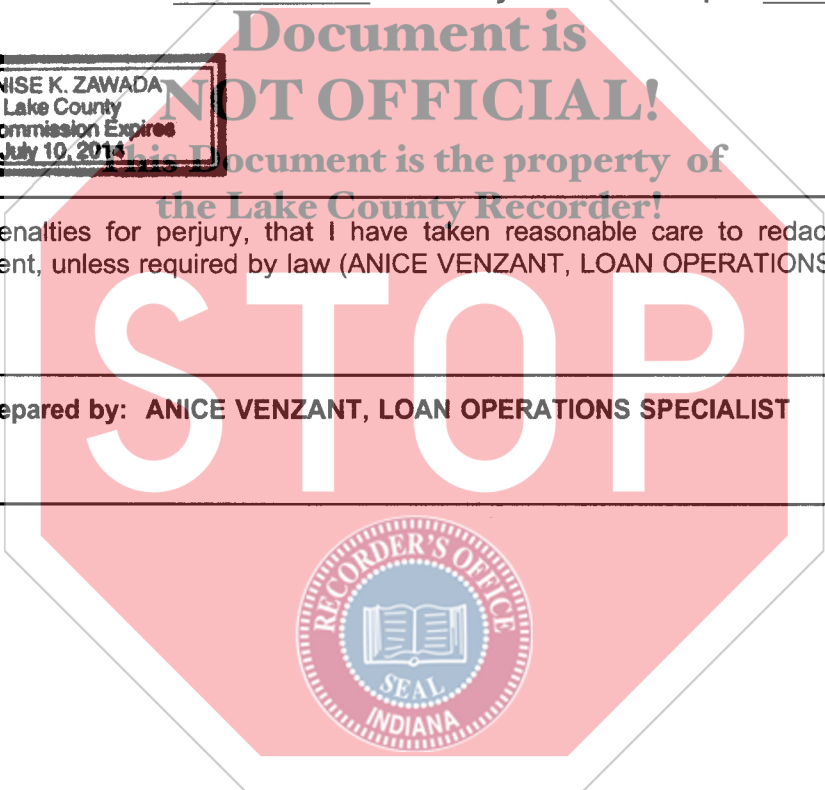 Document is
NOT OFFICIAL!
This Document is the property of
the Lake County Recorder!
NISE K. ZAWADA
Lake County
ommission Expires
July 10, 2014
enalties for perjury, that I have taken reasonable care to redac
ent, unless required by law (ANICE VENZANT, LOAN OPERATIONS
STOP
epared by: ANICE VENZANT, LOAN OPERATIONS SPECIALIST
RECORDER'S OFFICE
SEAL
INDIANA